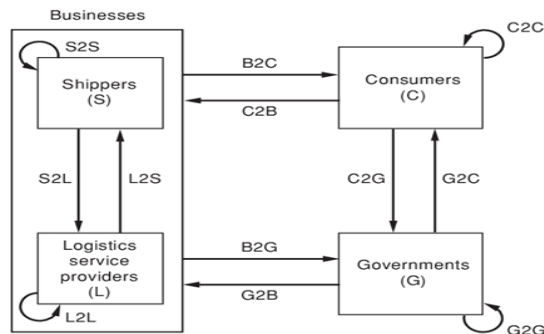 Businesses
S2S
Shippers
(S)
B2C
C2B
Consumers
(C)
C2C
S2L
L2S
C2G
G2C
Logistics
service
providers
(L)
L2L
B2G
G2B
Governments
(G)
G2G